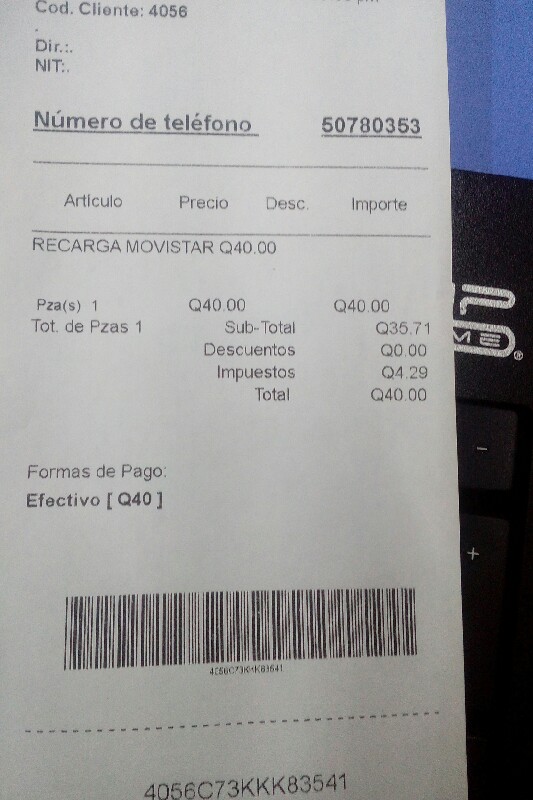 Cod. Cliente: 4056
.
Dir.:.
NIT:.
Número de teléfono 50780353
Artículo Precio Desc. Importe
RECARGA MOVISTAR Q40.00
Pza(s) 1 Q40.00 Q40.00
Tot. de Pzas 1 Sub-Total Q35.71
Descuentos Q0.00
Impuestos Q4.29
Total Q40.00
Formas de Pago:
Efectivo [ Q40 ]
4056C73KKK83541
4056C73KKK83541
-
+